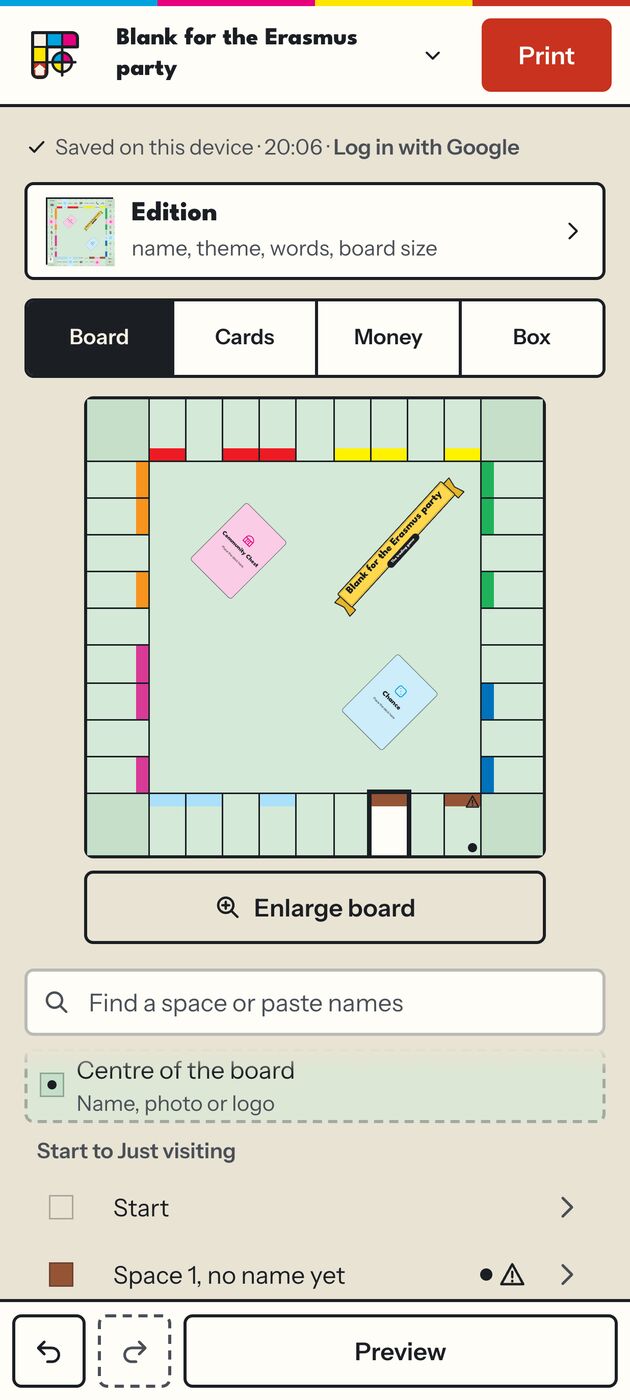 Blank for the Erasmus
party
Print
Saved on this device · 20:06 · Log in with Google
Edition
name, theme, words, board size
Board
Cards
Money
Box
Community Chest
Blank for the Erasmus party
Chance
Enlarge board
Find a space or paste names
Centre of the board
Name, photo or logo
Start to Just visiting
Start
Space 1, no name yet
Preview